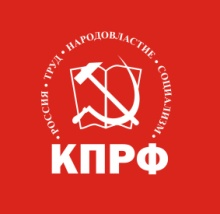 • РОССИЯ • ТРУД • НАРОДОВЛАСТИЕ • СОЦИАЛИЗМ •
КПРФ